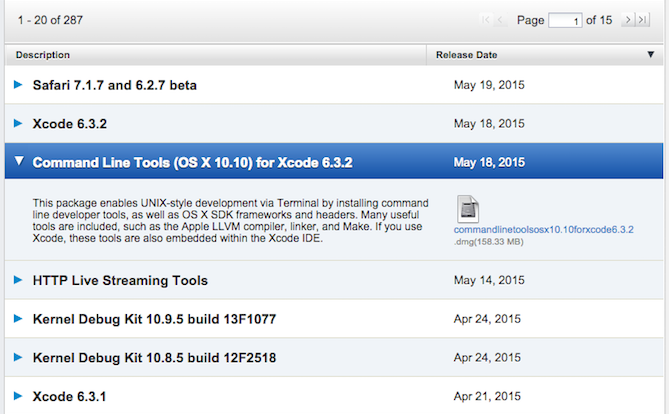 1 - 20 of 287
Page 1 of 15
Description Release Date
Safari 7.1.7 and 6.2.7 beta May 19, 2015
Xcode 6.3.2 May 18, 2015
Command Line Tools (OS X 10.10) for Xcode 6.3.2 May 18, 2015
This package enables UNIX-style development via Terminal by installing command
line developer tools, as well as OS X SDK frameworks and headers. Many useful
tools are included, such as the Apple LLVM compiler, linker, and Make. If you use
Xcode, these tools are also embedded within the Xcode IDE.
commandlinetoolsosx10.10forxcode6.3.2
.dmg(158.33 MB)
HTTP Live Streaming Tools May 14, 2015
Kernel Debug Kit 10.9.5 build 13F1077 Apr 24, 2015
Kernel Debug Kit 10.8.5 build 12F2518 Apr 24, 2015
Xcode 6.3.1 Apr 21, 2015